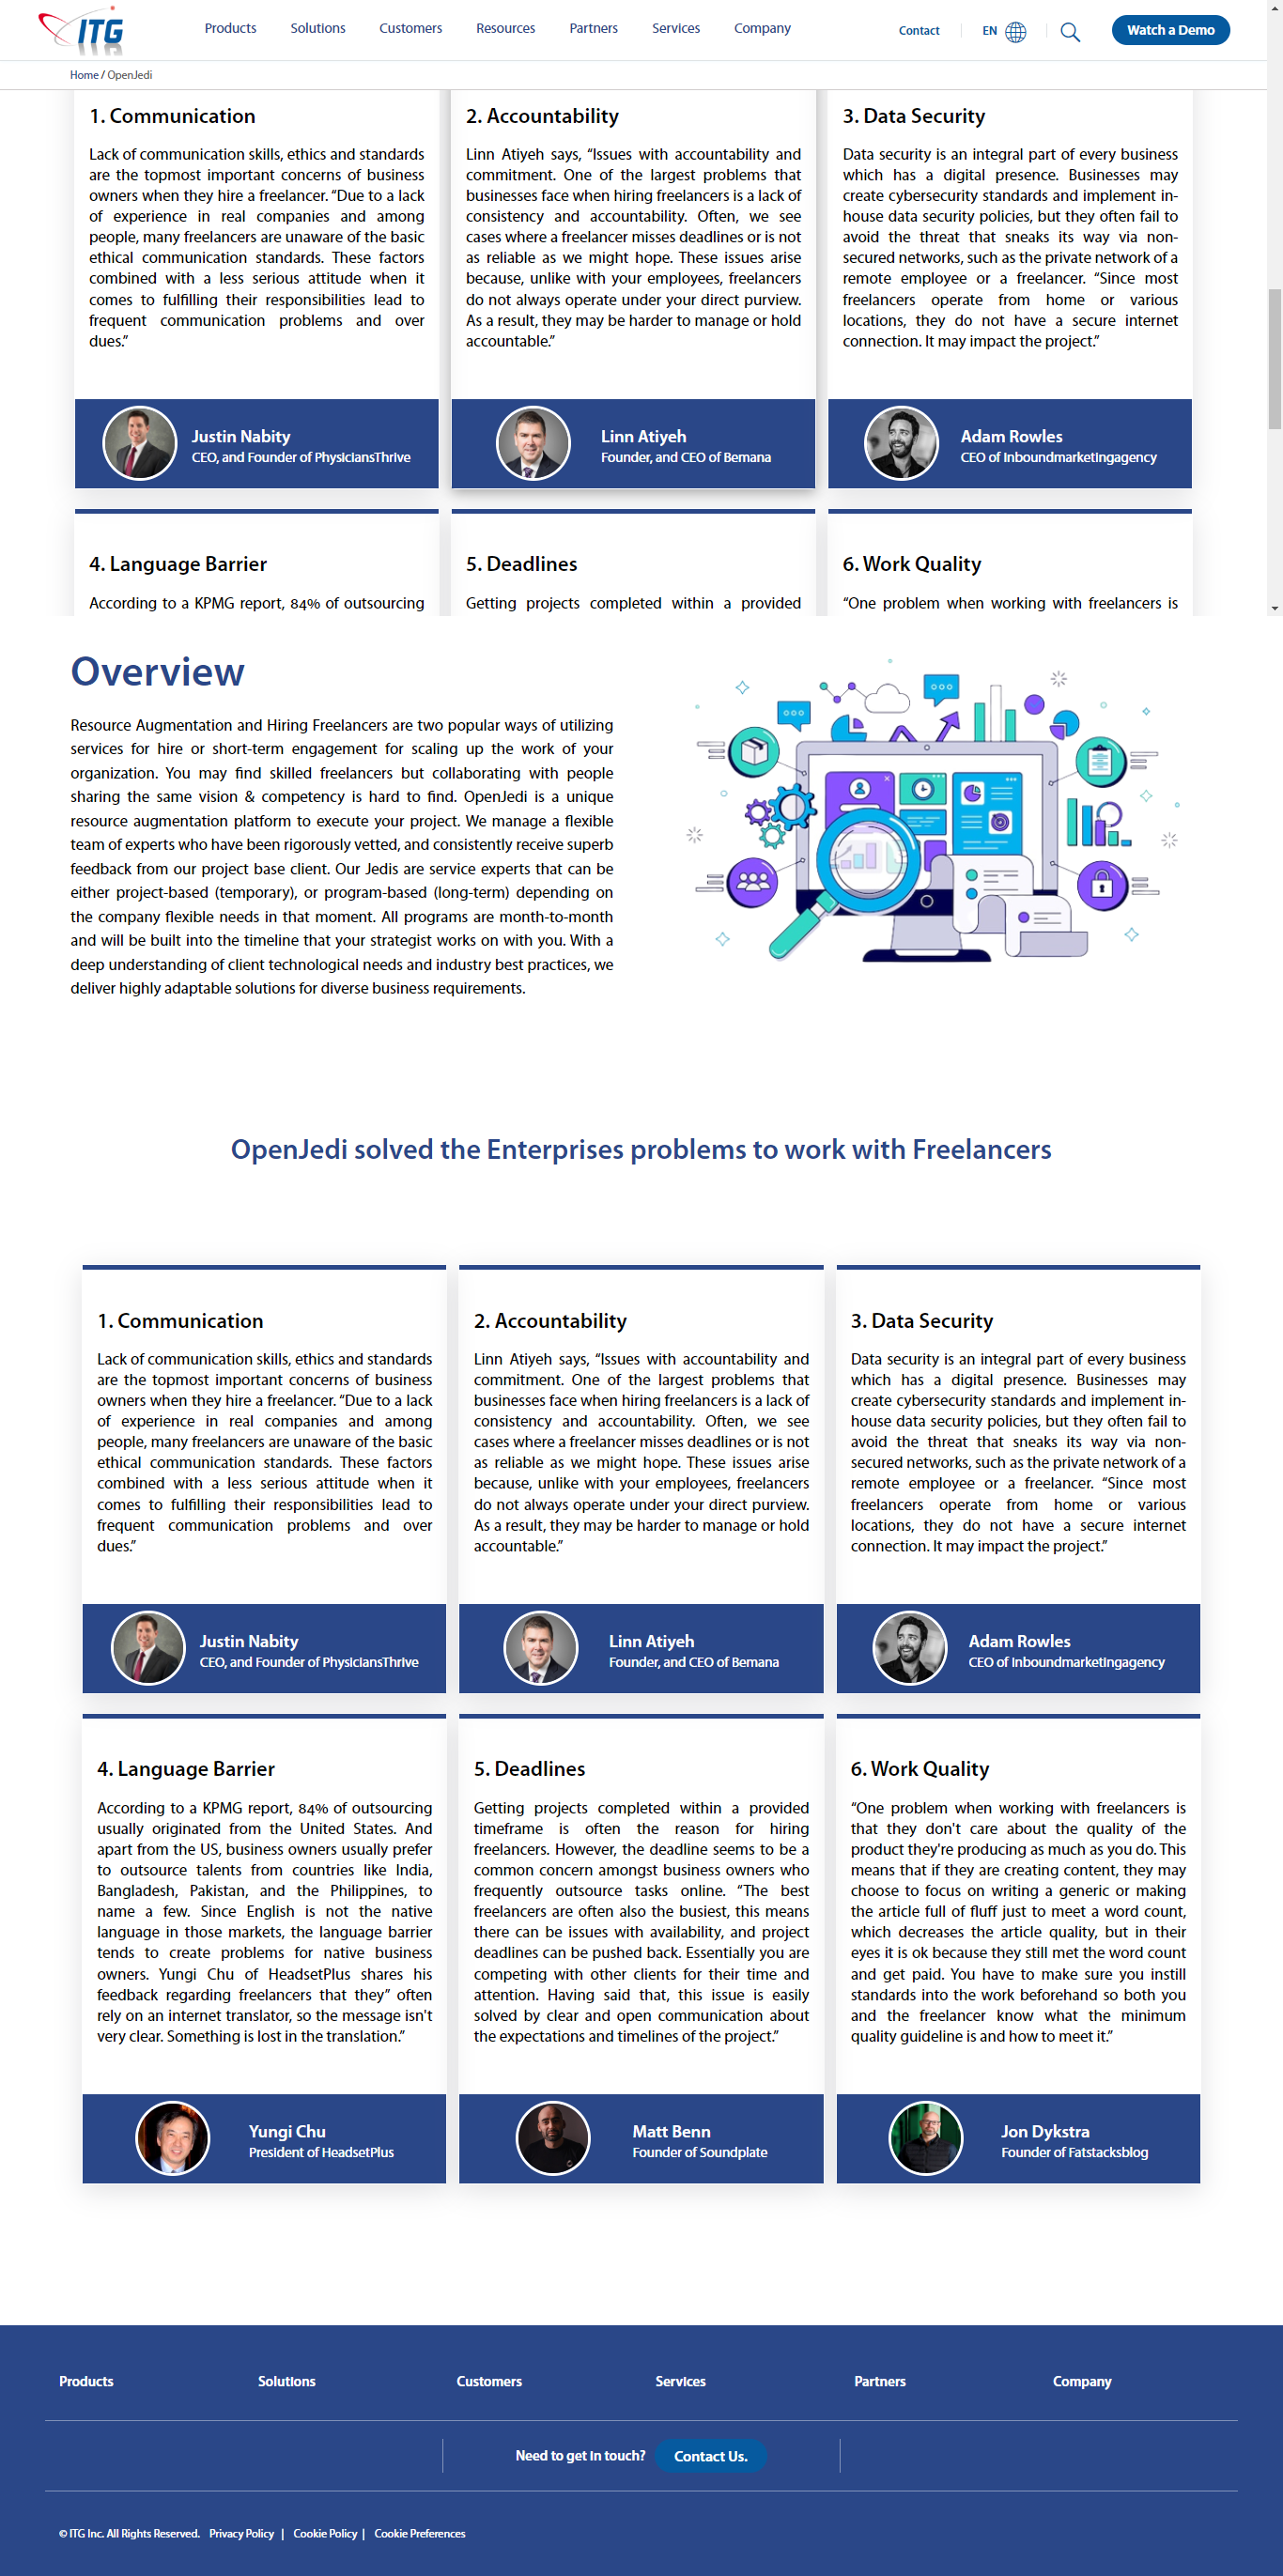 ITG
Products Solutions Customers Resources Partners Services Company Contact EN Watch a Demo
Home / OpenJedi
1. Communication
Lack of communication skills, ethics and standards
are the topmost important concerns of business
owners when they hire a freelancer. “Due to a lack
of experience in real companies and among
people, many freelancers are unaware of the basic
ethical communication standards. These factors
combined with a less serious attitude when it
comes to fulfilling their responsibilities lead to
frequent communication problems and over
dues.”
Justin Nabity
CEO, and Founder of PhysiciansThrive
2. Accountability
Linn Atiyeh says, “Issues with accountability and
commitment. One of the largest problems that
businesses face when hiring freelancers is a lack of
consistency and accountability. Often, we see
cases where a freelancer misses deadlines or is not
as reliable as we might hope. These issues arise
because, unlike with your employees, freelancers
do not always operate under your direct purview.
As a result, they may be harder to manage or hold
accountable.”
Linn Atiyeh
Founder, and CEO of Bemana
3. Data Security
Data security is an integral part of every business
which has a digital presence. Businesses may
create cybersecurity standards and implement in-
house data security policies, but they often fail to
avoid the threat that sneaks its way via non-
secured networks, such as the private network of a
remote employee or a freelancer. “Since most
freelancers operate from home or various
locations, they do not have a secure internet
connection. It may impact the project.”
Adam Rowles
CEO of Inboundmarketingagency
4. Language Barrier
According to a KPMG report, 84% of outsourcing
5. Deadlines
Getting projects completed within a provided
6. Work Quality
“One problem when working with freelancers is
Overview
Resource Augmentation and Hiring Freelancers are two popular ways of utilizing
services for hire or short-term engagement for scaling up the work of your
organization. You may find skilled freelancers but collaborating with people
sharing the same vision & competency is hard to find. OpenJedi is a unique
resource augmentation platform to execute your project. We manage a flexible
team of experts who have been rigorously vetted, and consistently receive superb
feedback from our project base client. Our Jedis are service experts that can be
either project-based (temporary), or program-based (long-term) depending on
the company flexible needs in that moment. All programs are month-to-month
and will be built into the timeline that your strategist works on with you. With a
deep understanding of client technological needs and industry best practices, we
deliver highly adaptable solutions for diverse business requirements.
OpenJedi solved the Enterprises problems to work with Freelancers
1. Communication
Lack of communication skills, ethics and standards
are the topmost important concerns of business
owners when they hire a freelancer. “Due to a lack
of experience in real companies and among
people, many freelancers are unaware of the basic
ethical communication standards. These factors
combined with a less serious attitude when it
comes to fulfilling their responsibilities lead to
frequent communication problems and over
dues.”
Justin Nabity
CEO, and Founder of PhysiciansThrive
2. Accountability
Linn Atiyeh says, “Issues with accountability and
commitment. One of the largest problems that
businesses face when hiring freelancers is a lack of
consistency and accountability. Often, we see
cases where a freelancer misses deadlines or is not
as reliable as we might hope. These issues arise
because, unlike with your employees, freelancers
do not always operate under your direct purview.
As a result, they may be harder to manage or hold
accountable.”
Linn Atiyeh
Founder, and CEO of Bemana
3. Data Security
Data security is an integral part of every business
which has a digital presence. Businesses may
create cybersecurity standards and implement in-
house data security policies, but they often fail to
avoid the threat that sneaks its way via non-
secured networks, such as the private network of a
remote employee or a freelancer. “Since most
freelancers operate from home or various
locations, they do not have a secure internet
connection. It may impact the project.”
Adam Rowles
CEO of Inboundmarketingagency
4. Language Barrier
According to a KPMG report, 84% of outsourcing
usually originated from the United States. And
apart from the US, business owners usually prefer
to outsource talents from countries like India,
Bangladesh, Pakistan, and the Philippines, to
name a few. Since English is not the native
language in those markets, the language barrier
tends to create problems for native business
owners. Yungi Chu of HeadsetPlus shares his
feedback regarding freelancers that they” often
rely on an internet translator, so the message isn't
very clear. Something is lost in the translation.”
Yungi Chu
President of HeadsetPlus
5. Deadlines
Getting projects completed within a provided
timeframe is often the reason for hiring
freelancers. However, the deadline seems to be a
common concern amongst business owners who
frequently outsource tasks online. “The best
freelancers are often also the busiest, this means
there can be issues with availability, and project
deadlines can be pushed back. Essentially you are
competing with other clients for their time and
attention. Having said that, this issue is easily
solved by clear and open communication about
the expectations and timelines of the project.”
Matt Benn
Founder of Soundplate
6. Work Quality
“One problem when working with freelancers is
that they don't care about the quality of the
product they're producing as much as you do. This
means that if they are creating content, they may
choose to focus on writing a generic or making
the article full of fluff just to meet a word count,
which decreases the article quality, but in their
eyes it is ok because they still met the word count
and get paid. You have to make sure you instill
standards into the work beforehand so both you
and the freelancer know what the minimum
quality guideline is and how to meet it.”
Jon Dykstra
Founder of Fatstacksblog
Products Solutions Customers Services Partners Company
Need to get in touch? Contact Us.
© ITG Inc. All Rights Reserved. Privacy Policy | Cookie Policy | Cookie Preferences